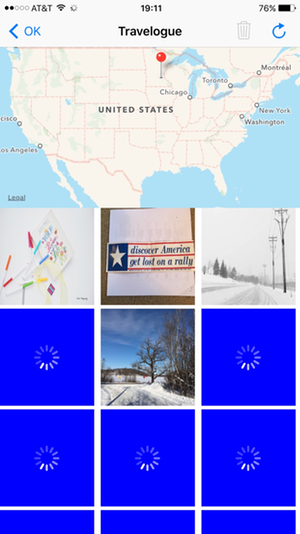 AT&T 19:11 76%
OK Travelogue
Toronto
Montréal
Chicago
New York
UNITED STATES
Washington
cisco
os Angeles
Legal
discover America
get lost on a rally